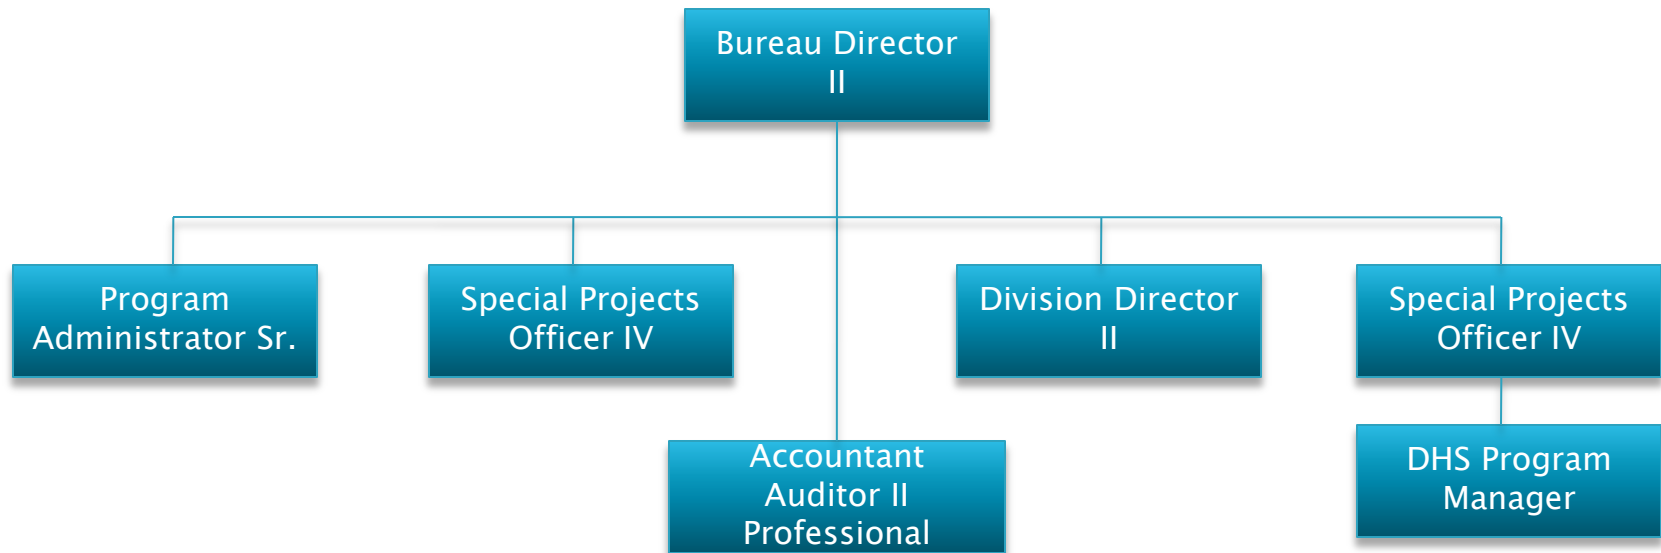 Bureau Director
II
Program
Administrator Sr.
Special Projects
Officer IV
Division Director
II
Special Projects
Officer IV
Accountant
Auditor II
Professional
DHS Program
Manager